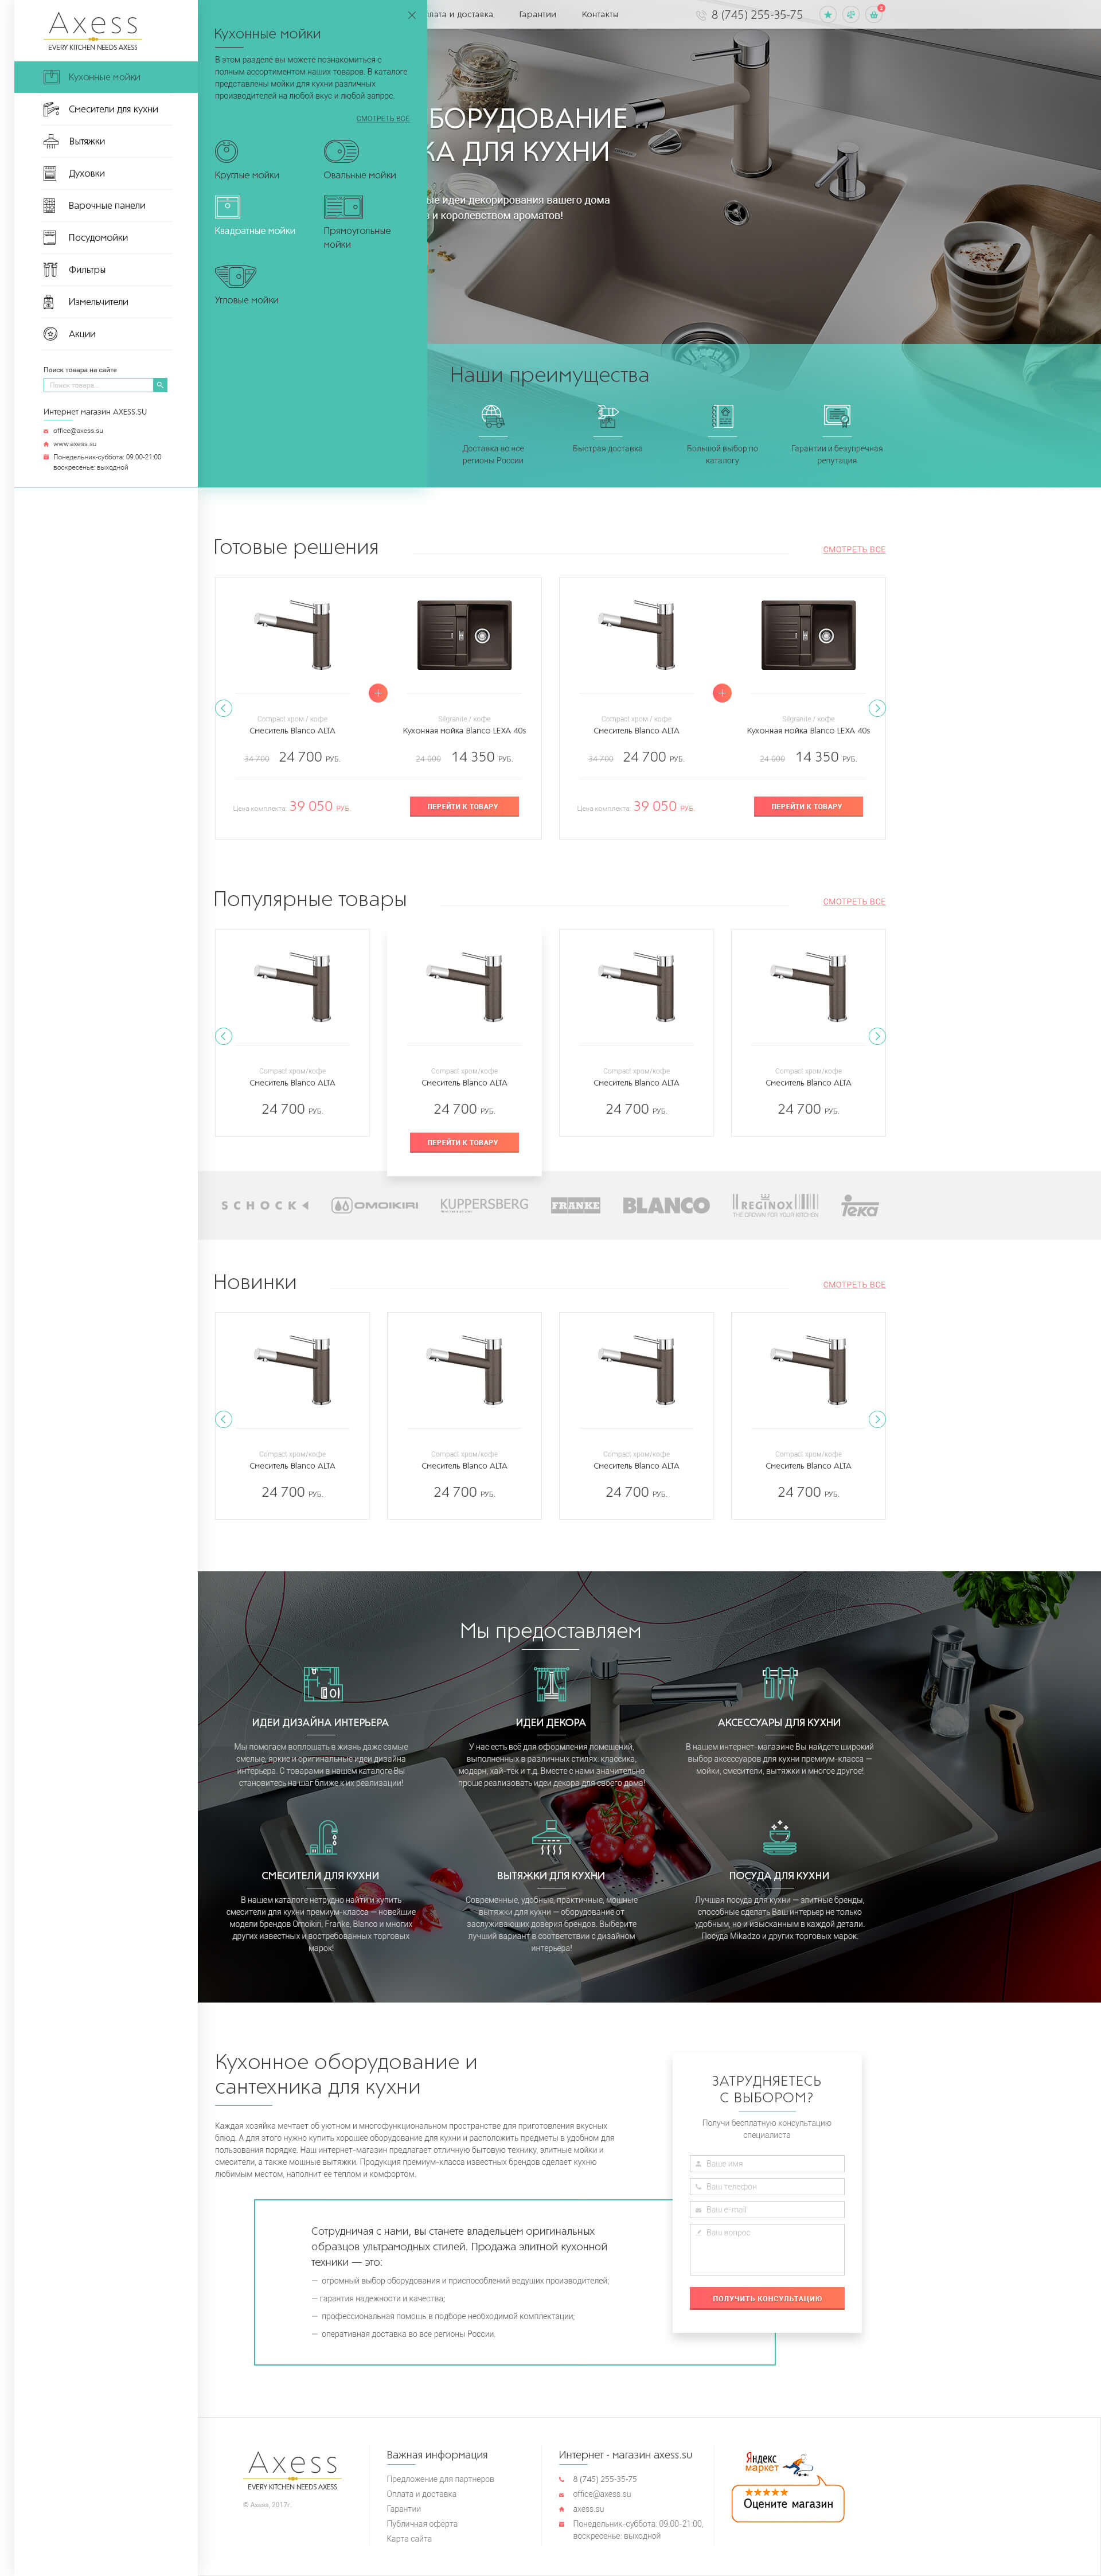 Axess
EVERY KITCHEN NEEDS AXESS
Кухонные мойки
Смесители для кухни
Вытяжки
Духовки
Варочные панели
Посудомойки
Фильтры
Измельчители
Акции
Поиск товара на сайте
Поиск товара...
Интернет магазин AXESS.SU
office@axess.su
www.axess.su
Понедельник-суббота: 09.00-21:00
воскресенье: выходной
Кухонные мойки
В этом разделе вы можете познакомиться с
полным ассортиментом наших товаров. В каталоге
представлены мойки для кухни различных
производителей на любой вкус и любой запрос.
СМОТРЕТЬ ВСЕ
Круглые мойки
Овальные мойки
Квадратные мойки
Прямоугольные
мойки
Угловые мойки
лата и доставка
Гарантии
Контакты
8 (745) 255-35-75
2
БОРУДОВАНИЕ
КА ДЛЯ КУХНИ
ые идеи декорирования вашего дома
и и королевством ароматов!
Наши преимущества
Доставка во все
регионы России
Быстрая доставка
Большой выбор по
каталогу
Гарантии и безупречная
репутация
Готовые решения
СМОТРЕТЬ ВСЕ
Compact хром / кофе
Смеситель Blanco ALTA
34 700 24 700 РУБ.
Silgranite / кофе
Кухонная мойка Blanco LEXA 40s
24 000 14 350 РУБ.
Цена комплекта: 39 050 РУБ.
ПЕРЕЙТИ К ТОВАРУ
Compact хром / кофе
Смеситель Blanco ALTA
34 700 24 700 РУБ.
Silgranite / кофе
Кухонная мойка Blanco LEXA 40s
24 000 14 350 РУБ.
Цена комплекта: 39 050 РУБ.
ПЕРЕЙТИ К ТОВАРУ
Популярные товары
СМОТРЕТЬ ВСЕ
Compact хром/кофе
Смеситель Blanco ALTA
24 700 РУБ.
Compact хром/кофе
Смеситель Blanco ALTA
24 700 РУБ.
ПЕРЕЙТИ К ТОВАРУ
Compact хром/кофе
Смеситель Blanco ALTA
24 700 РУБ.
Compact хром/кофе
Смеситель Blanco ALTA
24 700 РУБ.
SCHOCK
OMOIKIRI
KUPPERSBERG
FRANKE
BLANCO
REGINOX
THE CROWN FOR YOUR KITCHEN
Teka
Новинки
СМОТРЕТЬ ВСЕ
Compact хром/кофе
Смеситель Blanco ALTA
24 700 РУБ.
Compact хром/кофе
Смеситель Blanco ALTA
24 700 РУБ.
Compact хром/кофе
Смеситель Blanco ALTA
24 700 РУБ.
Compact хром/кофе
Смеситель Blanco ALTA
24 700 РУБ.
Мы предоставляем
ИДЕИ ДИЗАЙНА ИНТЕРЬЕРА
Мы помогаем воплощать в жизнь даже самые
смелые, яркие и оригинальные идеи дизайна
интерьера. С товарами в нашем каталоге Вы
становитесь на шаг ближе к их реализации!
ИДЕИ ДЕКОРА
У нас есть всё для оформления помещений,
выполненных в различных стилях: классика,
модерн, хай-тек и т.д. Вместе с нами значительно
проще реализовать идеи декора для своего дома!
АКСЕССУАРЫ ДЛЯ КУХНИ
В нашем интернет-магазине Вы найдете широкий
выбор аксессуаров для кухни премиум-класса —
мойки, смесители, вытяжки и многое другое!
СМЕСИТЕЛИ ДЛЯ КУХНИ
В нашем каталоге нетрудно найти и купить
смесители для кухни премиум-класса — новейшие
модели брендов Omoikiri, Franke, Blanco и многих
других известных и востребованных торговых
марок!
ВЫТЯЖКИ ДЛЯ КУХНИ
Современные, удобные, практичные, мощные
вытяжки для кухни — оборудование от
заслуживающих доверия брендов. Выберите
лучший вариант в соответствии с дизайном
интерьера!
ПОСУДА ДЛЯ КУХНИ
Лучшая посуда для кухни — элитные бренды,
способные сделать Ваш интерьер не только
удобным, но и изысканным в каждой детали.
Посуда Mikadzo и других торговых марок.
Кухонное оборудование и
сантехника для кухни
Каждая хозяйка мечтает об уютном и многофункциональном пространстве для приготовления вкусных
блюд. А для этого нужно купить хорошее оборудование для кухни и расположить предметы в удобном для
пользования порядке. Наш интернет-магазин предлагает отличную бытовую технику, элитные мойки и
смесители, а также мощные вытяжки. Продукция премиум-класса известных брендов сделает кухню
любимым местом, наполнит ее теплом и комфортом.
Сотрудничая с нами, вы станете владельцем оригинальных
образцов ультрамодных стилей. Продажа элитной кухонной
техники — это:
— огромный выбор оборудования и приспособлений ведущих производителей;
— гарантия надежности и качества;
— профессиональная помощь в подборе необходимой комплектации;
— оперативная доставка во все регионы России.
ЗАТРУДНЯЕТЕСЬ
С ВЫБОРОМ?
Получи бесплатную консультацию
специалиста
Ваше имя
Ваш телефон
Ваш e-mail
Ваш вопрос
ПОЛУЧИТЬ КОНСУЛЬТАЦИЮ
Axess
EVERY KITCHEN NEEDS AXESS
© Axess, 2017г.
Важная информация
Предложение для партнеров
Оплата и доставка
Гарантии
Публичная оферта
Карта сайта
Интернет - магазин axess.su
8 (745) 255-35-75
office@axess.su
axess.su
Понедельник-суббота: 09.00-21:00,
воскресенье: выходной
Яндекс
маркет
Оцените магазин